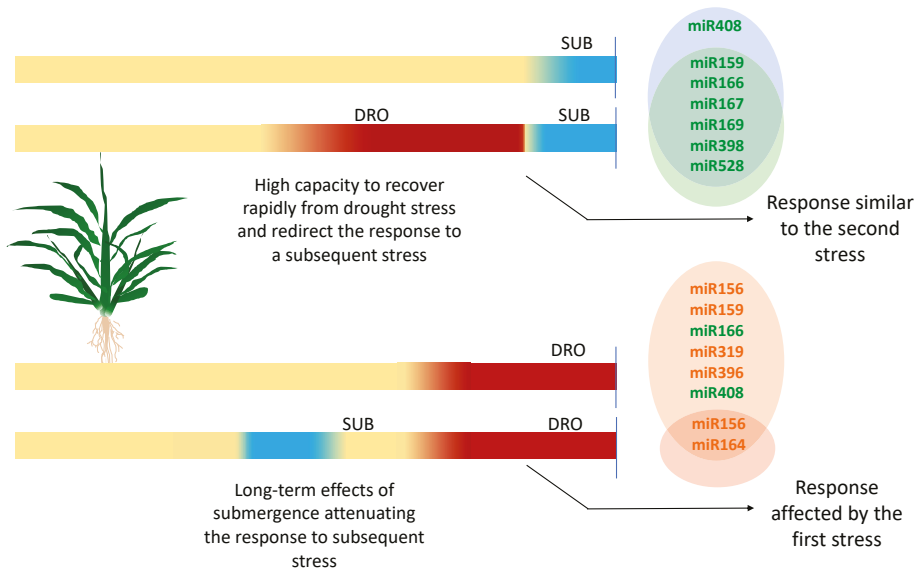 SUB
miR408
miR159
miR166
miR167
miR169
miR398
miR528
DRO
SUB
High capacity to recover
rapidly from drought stress
and redirect the response to
a subsequent stress
Response similar
to the second
stress
miR156
miR159
miR166
miR319
miR396
miR408
DRO
miR156
miR164
SUB
DRO
Long-term effects of
submergence attenuating
the response to subsequent
stress
Response
affected by the
first stress